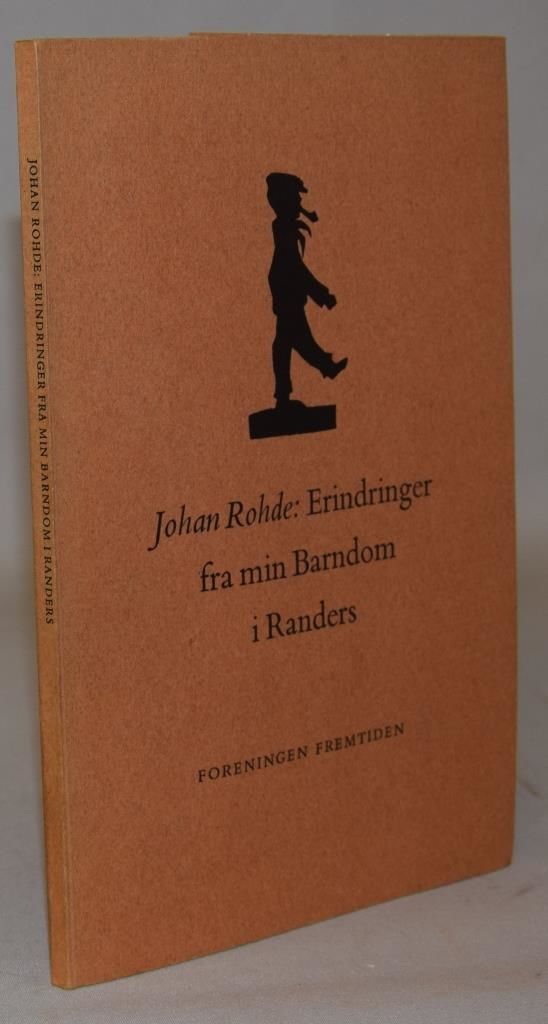 JOHAN ROHDE: ERINDRINGER FRA MIN BARNDOM I RANDERS
Johan Rohde: Erindringer
fra min Barndom
i Randers
FORENINGEN FREMTIDEN